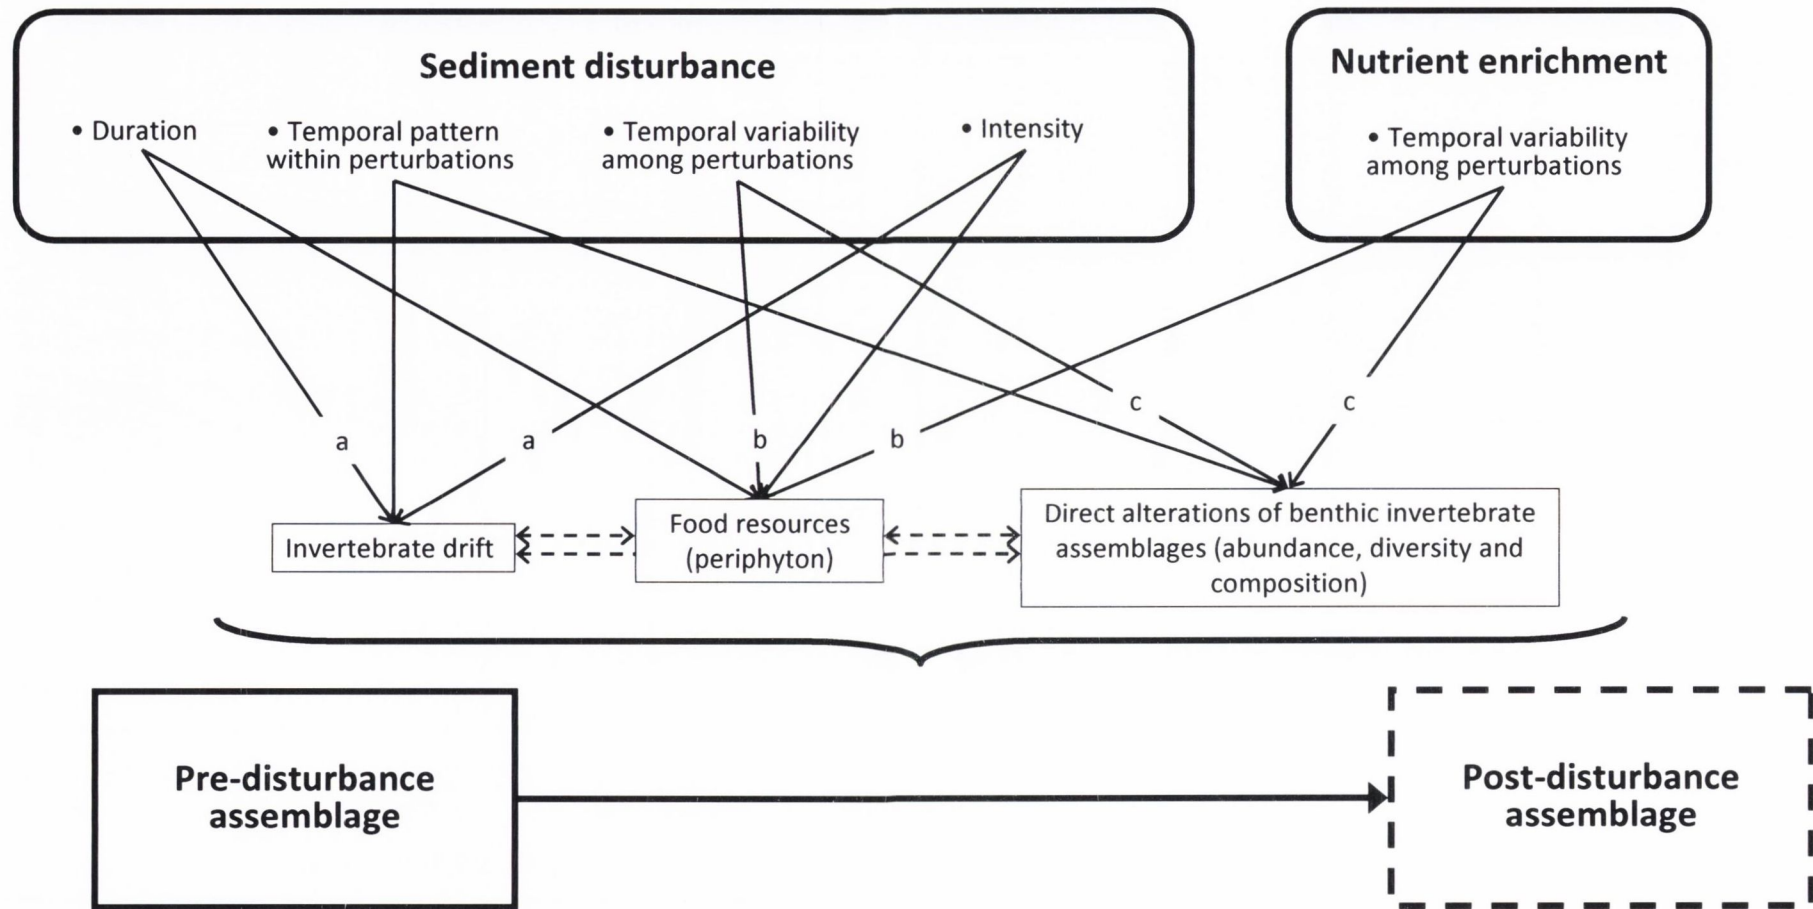 Sediment disturbance
• Duration
• Temporal pattern
within perturbations
• Temporal variability
among perturbations
• Intensity
Nutrient enrichment
• Temporal variability
among perturbations
a
a
b
b
c
c
Invertebrate drift
Food resources
(periphyton)
Direct alterations of benthic invertebrate
assemblages (abundance, diversity and
composition)
Pre-disturbance
assemblage
Post-disturbance
assemblage